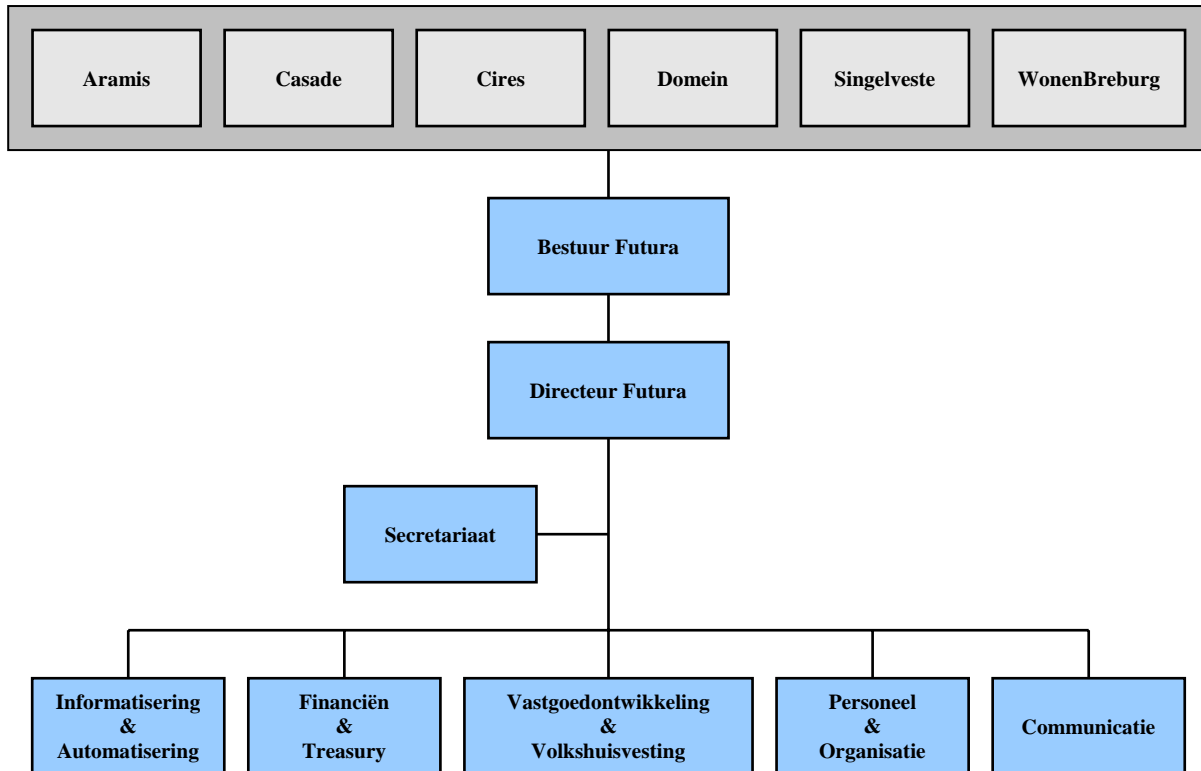 Aramis
Casade
Cires
Domein
Singelveste
WonenBreburg
Bestuur Futura
Directeur Futura
Secretariaat
Informatisering
&
Automatisering
Financiën
&
Treasury
Vastgoedontwikkeling
&
Volkshuisvesting
Personeel
&
Organisatie
Communicatie